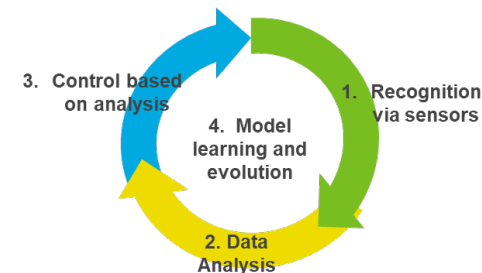 1. Recognition
via sensors
2. Data
Analysis
3. Control based
on analysis
4. Model
learning and
evolution